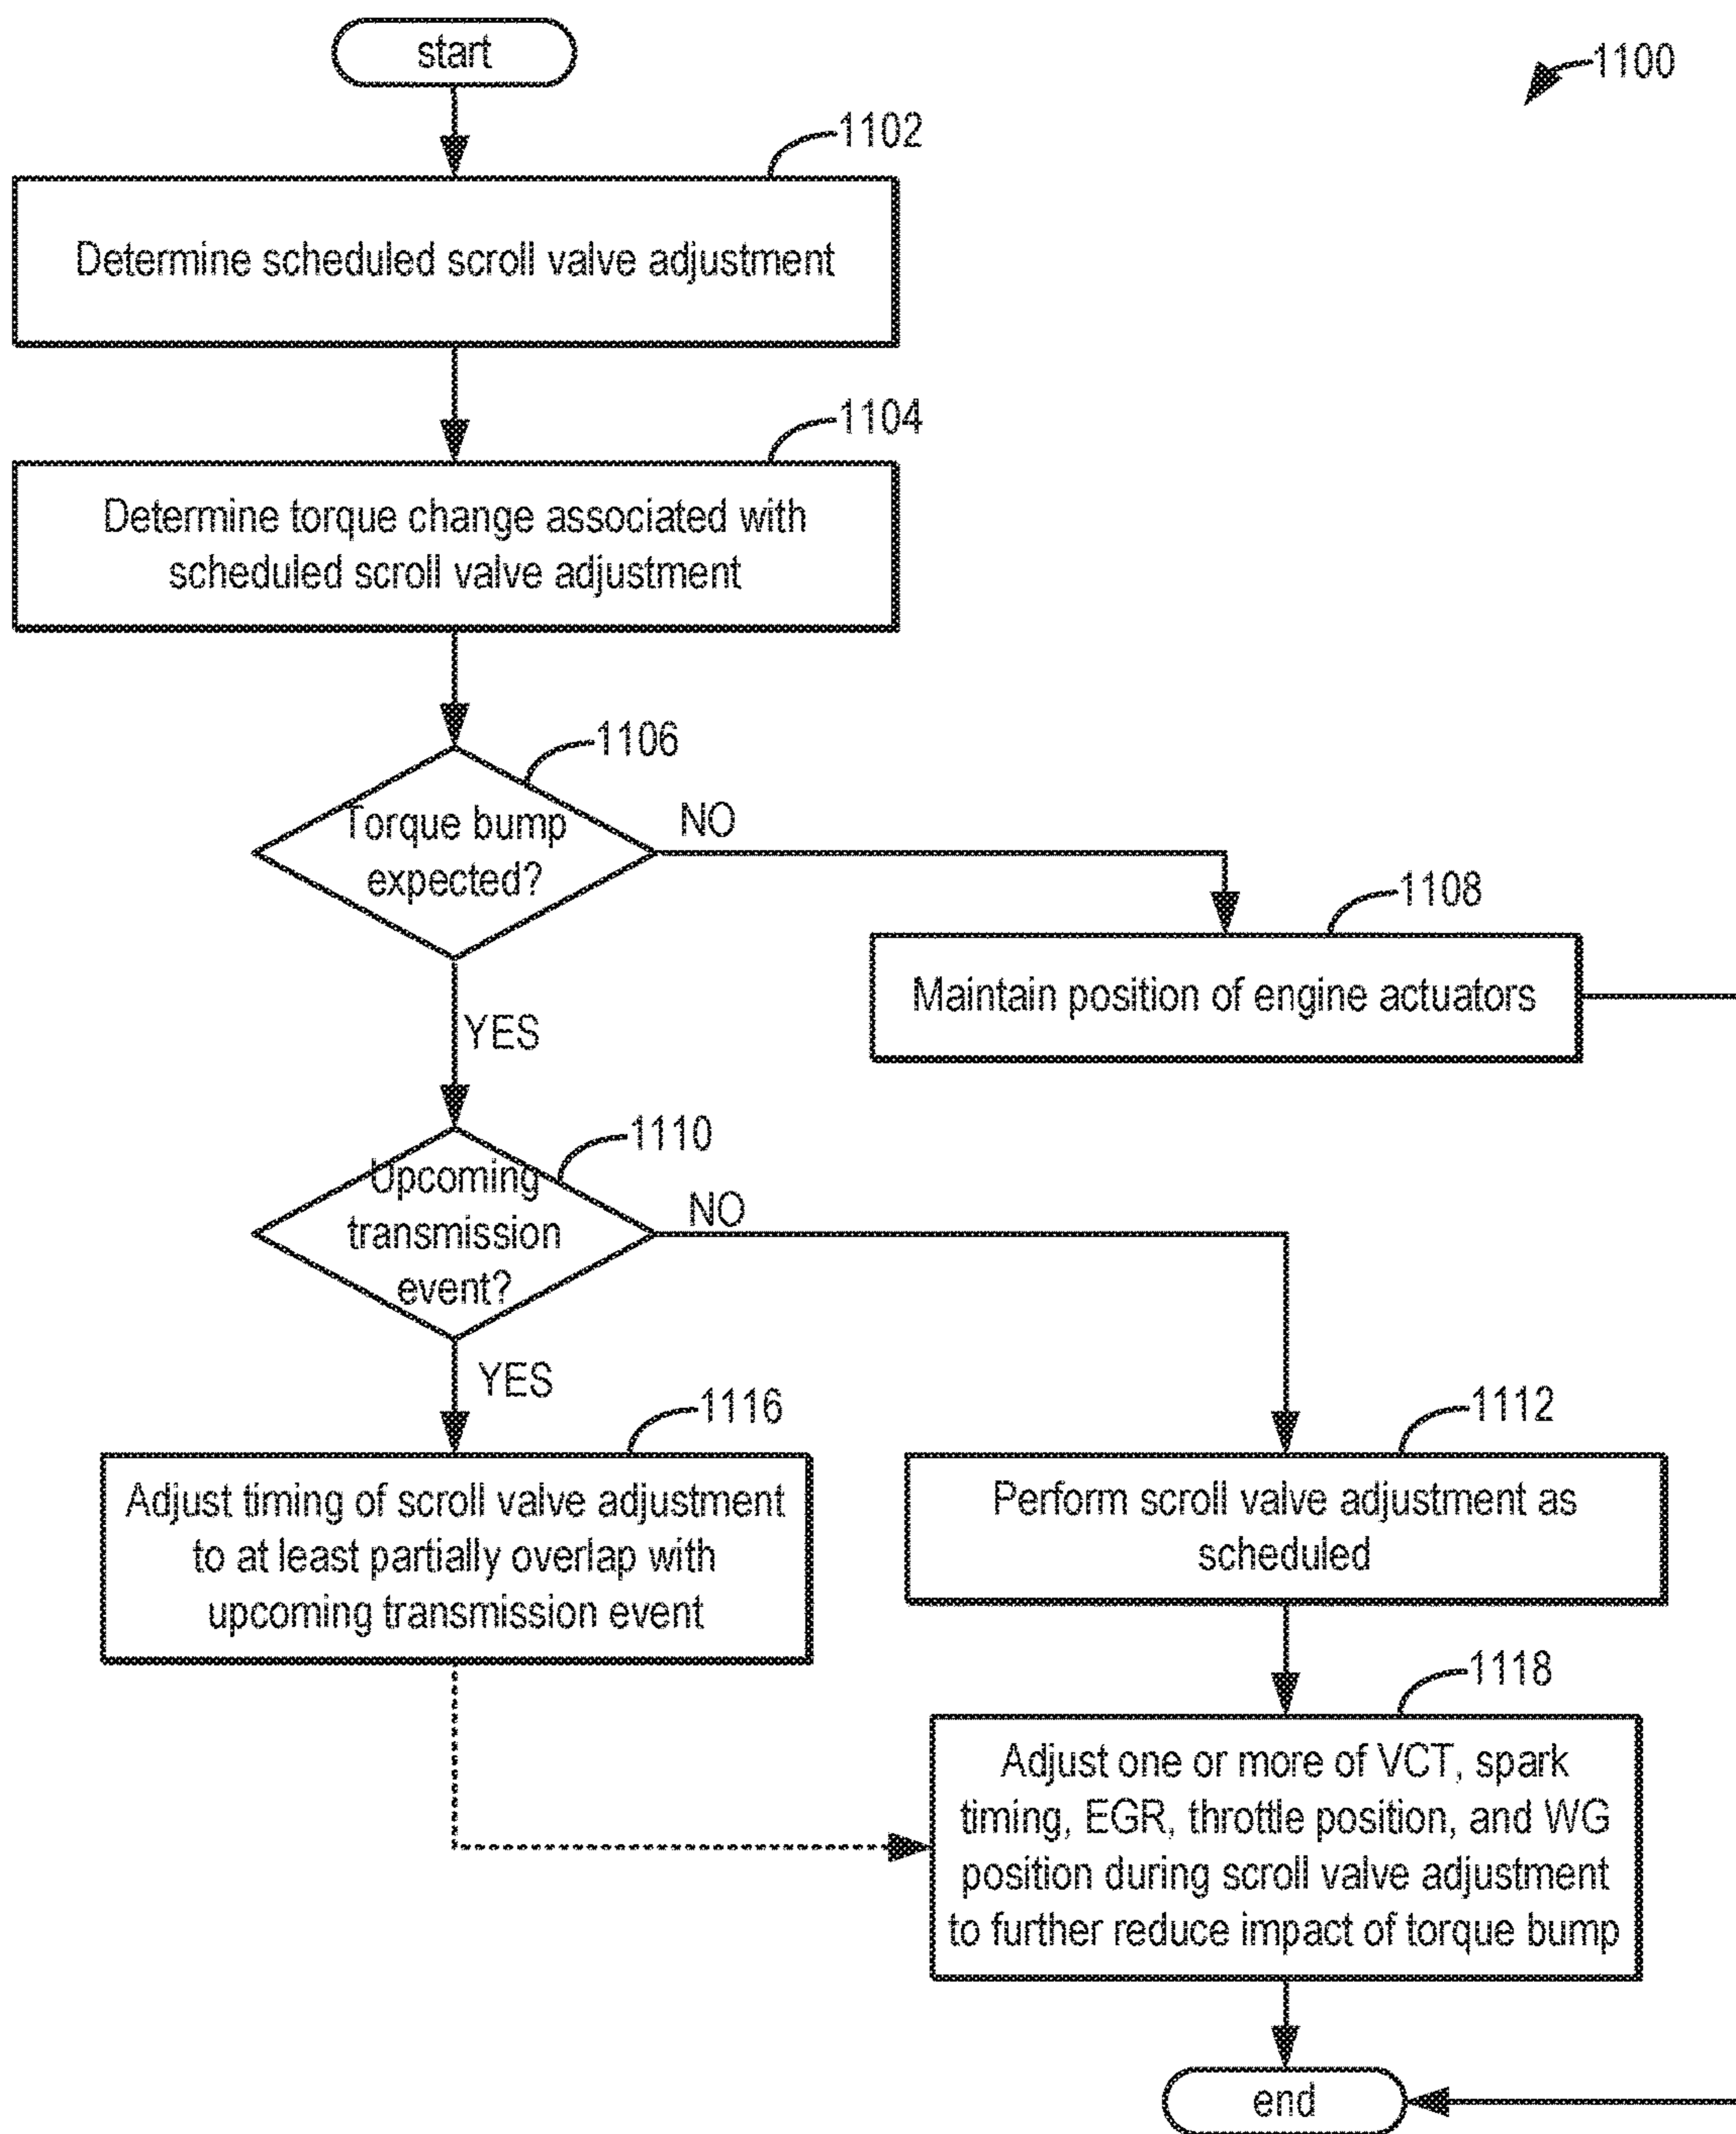 start
1100
1102
Determine scheduled scroll valve adjustment
1104
Determine torque change associated with
scheduled scroll valve adjustment
1106
Torque bump
expected?
NO
1108
Maintain position of engine actuators
YES
1110
Upcoming
transmission
event?
NO
YES
1116
Adjust timing of scroll valve adjustment
to at least partially overlap with
upcoming transmission event
1112
Perform scroll valve adjustment as
scheduled
1118
Adjust one or more of VCT, spark
timing, EGR, throttle position, and WG
position during scroll valve adjustment
to further reduce impact of torque bump
end